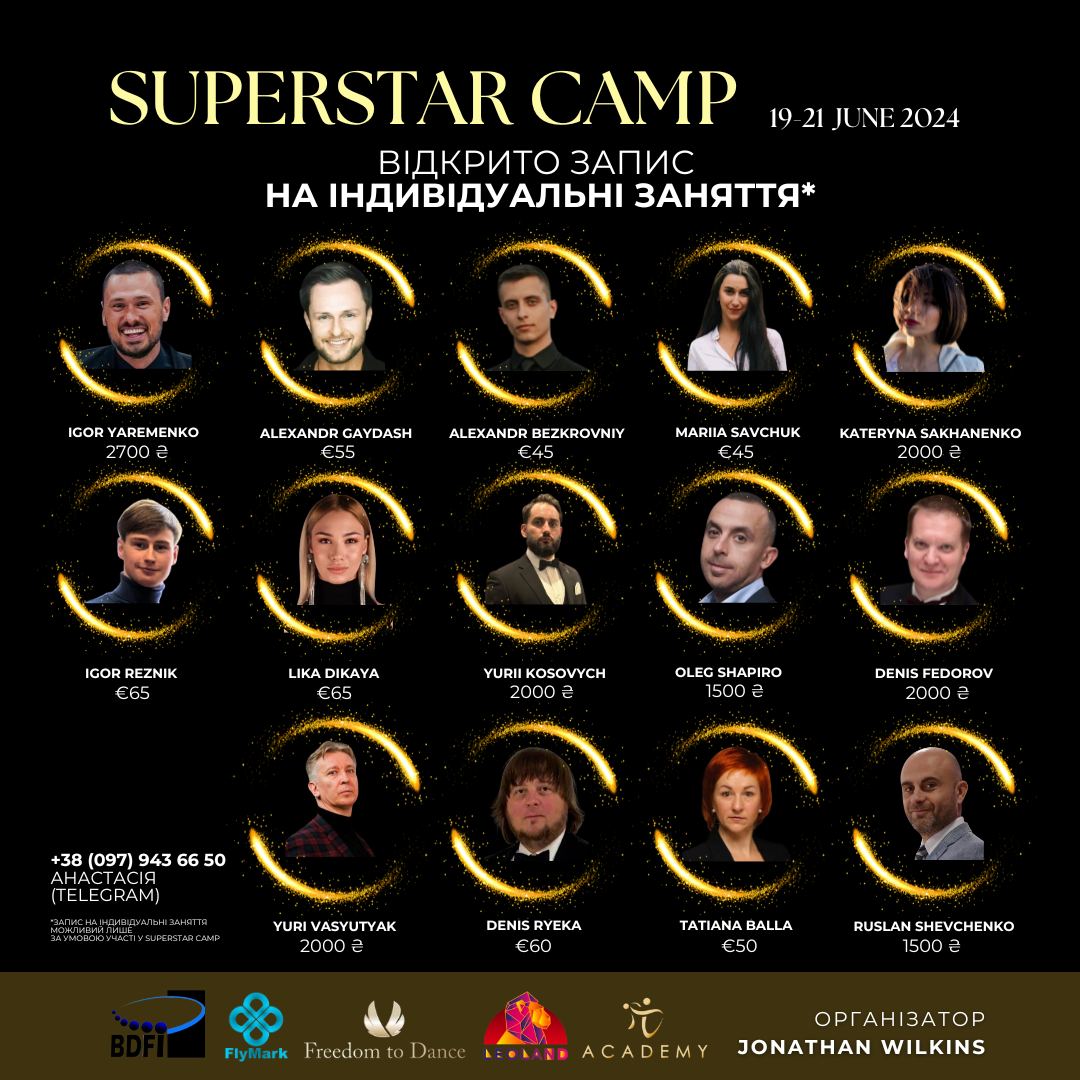 SUPERSTAR CAMP
19-21 JUNE 2024
ВІДКРИТО ЗАПИС
НА ІНДИВІДУАЛЬНІ ЗАНЯТТЯ*
IGOR YAREMENKO
2700 ₴
ALEXANDR GAYDASH
€55
ALEXANDR BEZKROVNIY
€45
MARIIA SAVCHUK
€45
KATERYNA SAKHANENKO
2000 ₴
IGOR REZNIK
€65
LIKA DIKAYA
€65
YURII KOSOVYCH
2000 ₴
OLEG SHAPIRO
1500 ₴
DENIS FEDOROV
2000 ₴
YURI VASYUTYAK
2000 ₴
DENIS RYEKA
€60
TATIANA BALLA
€50
RUSLAN SHEVCHENKO
1500 ₴
+38 (097) 943 66 50
АНАСТАСІЯ
(TELEGRAM)
*ЗАПИС НА ІНДИВІДУАЛЬНІ ЗАНЯТТЯ
МОЖЛИВИЙ ЛИШЕ
ЗА УМОВОЮ УЧАСТІ У SUPERSTAR CAMP
BDFI
FlyMark
Freedom to Dance
LEOLAND
ACADEMY
ОРГАНІЗАТОР
JONATHAN WILKINS